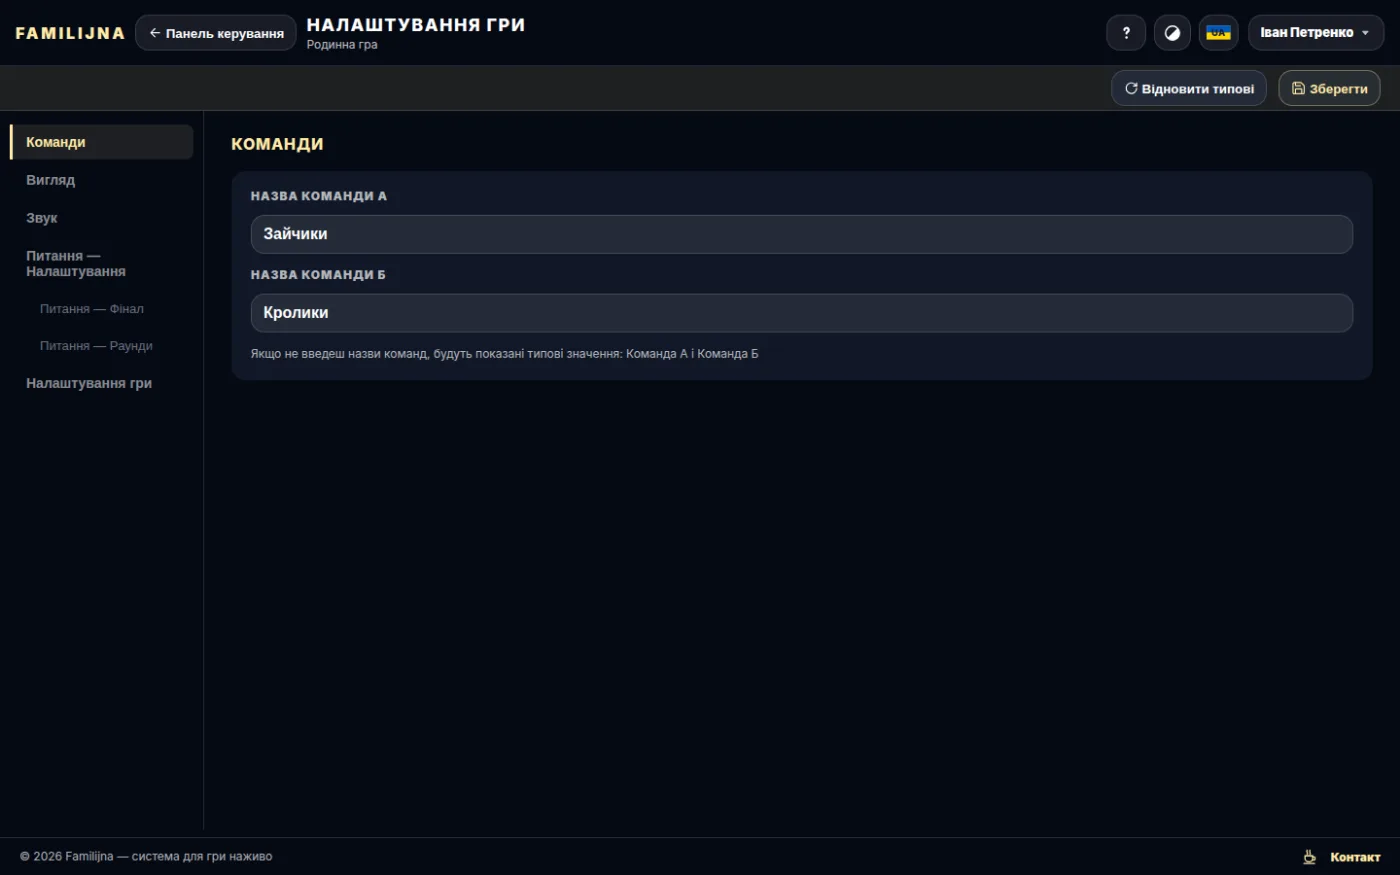 FAMILIJNA
← Панель керування
НАЛАШТУВАННЯ ГРИ
Родинна гра
?
UA
Іван Петренко
Відновити типові
Зберегти
Команди
Вигляд
Звук
Питання —
Налаштування
Питання — Фінал
Питання — Раунди
Налаштування гри
КОМАНДИ
НАЗВА КОМАНДИ А
Зайчики
НАЗВА КОМАНДИ Б
Кролики
Якщо не введеш назви команд, будуть показані типові значення: Команда А і Команда Б
© 2026 Familijna — система для гри наживо
Контакт